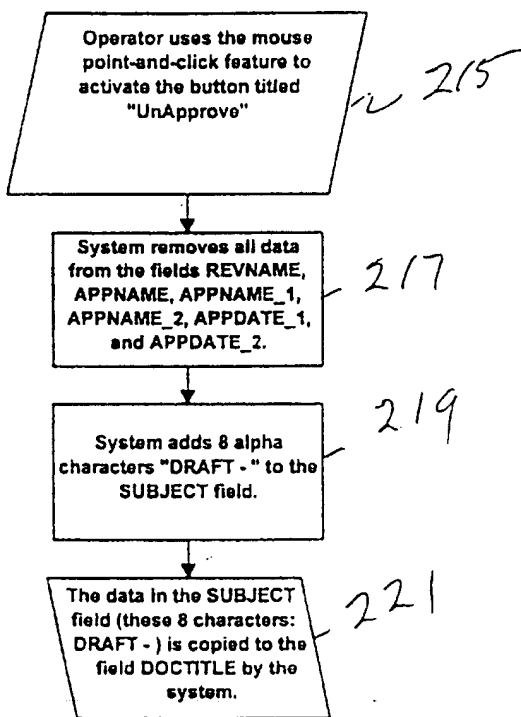 Operator uses the mouse
point-and-click feature to
activate the button titled
"UnApprove"
215
System removes all data
from the fields REVNAME,
APPNAME, APPNAME_1,
APPNAME_2, APPDATE_1,
and APPDATE_2.
217
System adds 8 alpha
characters "DRAFT - " to the
SUBJECT field.
219
The data in the SUBJECT
field (these 8 characters:
DRAFT - ) is copied to the
field DOCTITLE by the
system.
221